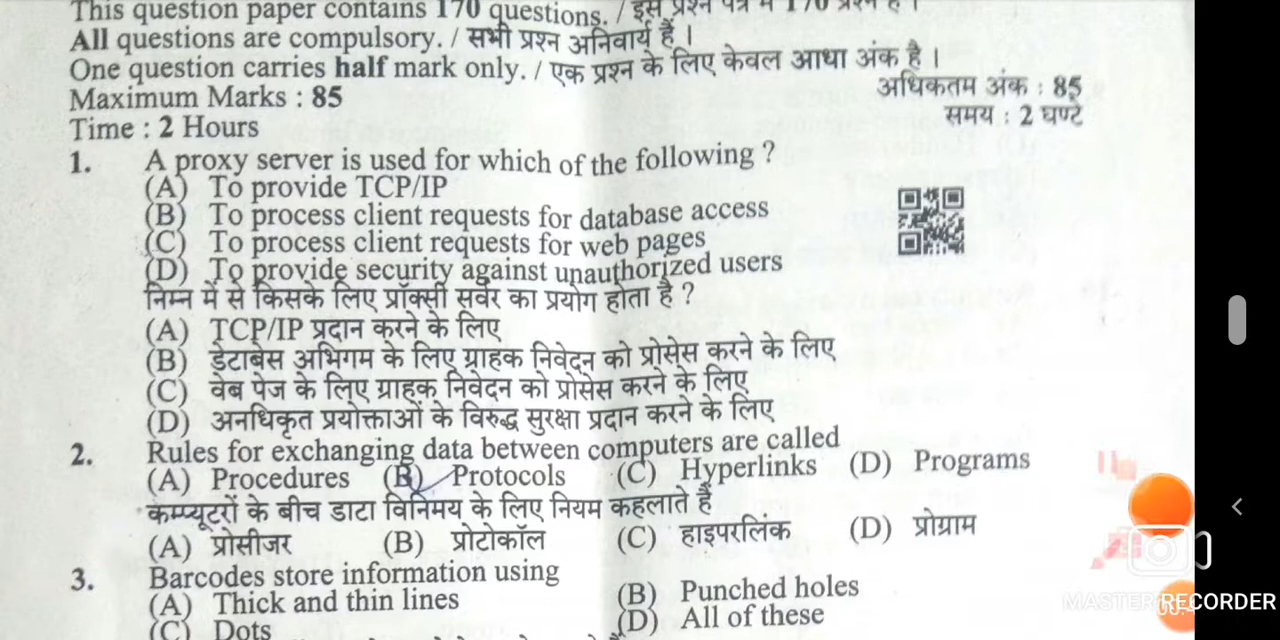 This question paper contains 170 questions. / इस प्रश्न पत्र में 170 प्रश्न हैं।
All questions are compulsory. / सभी प्रश्न अनिवार्य हैं।
One question carries half mark only. / एक प्रश्न के लिए केवल आधा अंक है।
Maximum Marks : 85
अधिकतम अंक : 85
Time : 2 Hours
समय : 2 घण्टे
1. A proxy server is used for which of the following ?
(A) To provide TCP/IP
(B) To process client requests for database access
(C) To process client requests for web pages
(D) To provide security against unauthorized users
निम्न में से किसके लिए प्रॉक्सी सर्वर का प्रयोग होता है ?
(A) TCP/IP प्रदान करने के लिए
(B) डेटाबेस अभिगम के लिए ग्राहक निवेदन को प्रोसेस करने के लिए
(C) वेब पेज के लिए ग्राहक निवेदन को प्रोसेस करने के लिए
(D) अनधिकृत प्रयोक्ताओं के विरुद्ध सुरक्षा प्रदान करने के लिए
2. Rules for exchanging data between computers are called
(A) Procedures (B) Protocols (C) Hyperlinks (D) Programs
कम्प्यूटरों के बीच डाटा विनिमय के लिए नियम कहलाते हैं
(A) प्रोसीजर (B) प्रोटोकॉल (C) हाइपरलिंक (D) प्रोग्राम
3. Barcodes store information using
(A) Thick and thin lines (B) Punched holes
(C) Dots (D) All of these
MASTER RECORDER